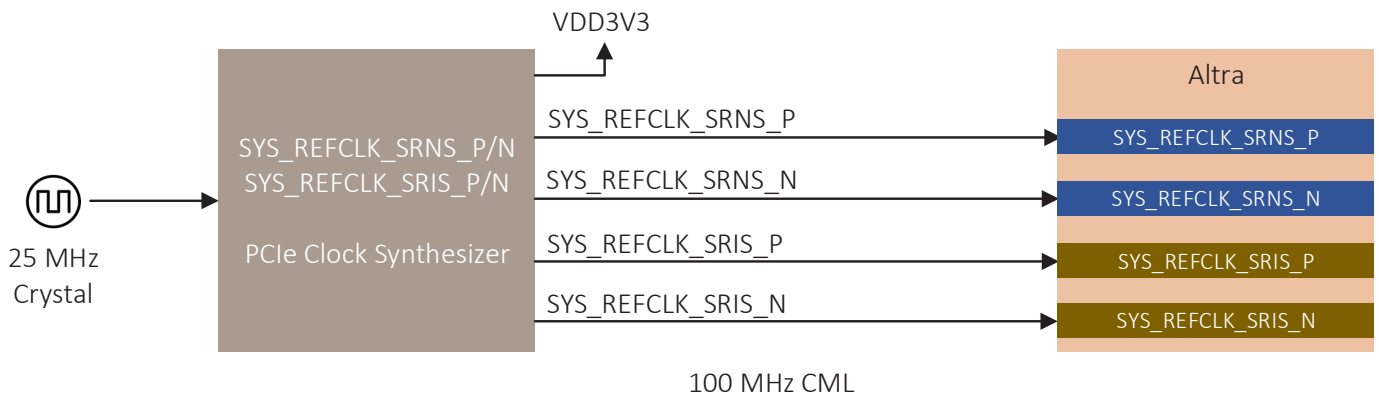 VDD3V3
Altra
SYS_REFCLK_SRNS_P
SYS_REFCLK_SRNS_P
SYS_REFCLK_SRNS_P/N
SYS_REFCLK_SRIS_P/N
SYS_REFCLK_SRNS_N
SYS_REFCLK_SRNS_N
PCIe Clock Synthesizer
SYS_REFCLK_SRIS_P
SYS_REFCLK_SRIS_P
25 MHz
Crystal
SYS_REFCLK_SRIS_N
SYS_REFCLK_SRIS_N
100 MHz CML